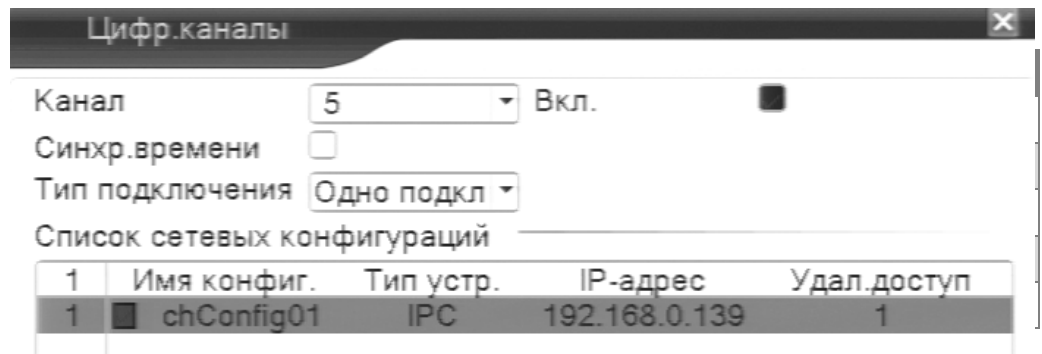 Цифр.каналы
Канал 5 Вкл.
Синхр.времени
Тип подключения Одно подкл
Список сетевых конфигураций
1 Имя конфиг. Тип устр. IP-адрес Удал.доступ
1 chConfig01 IPC 192.168.0.139 1